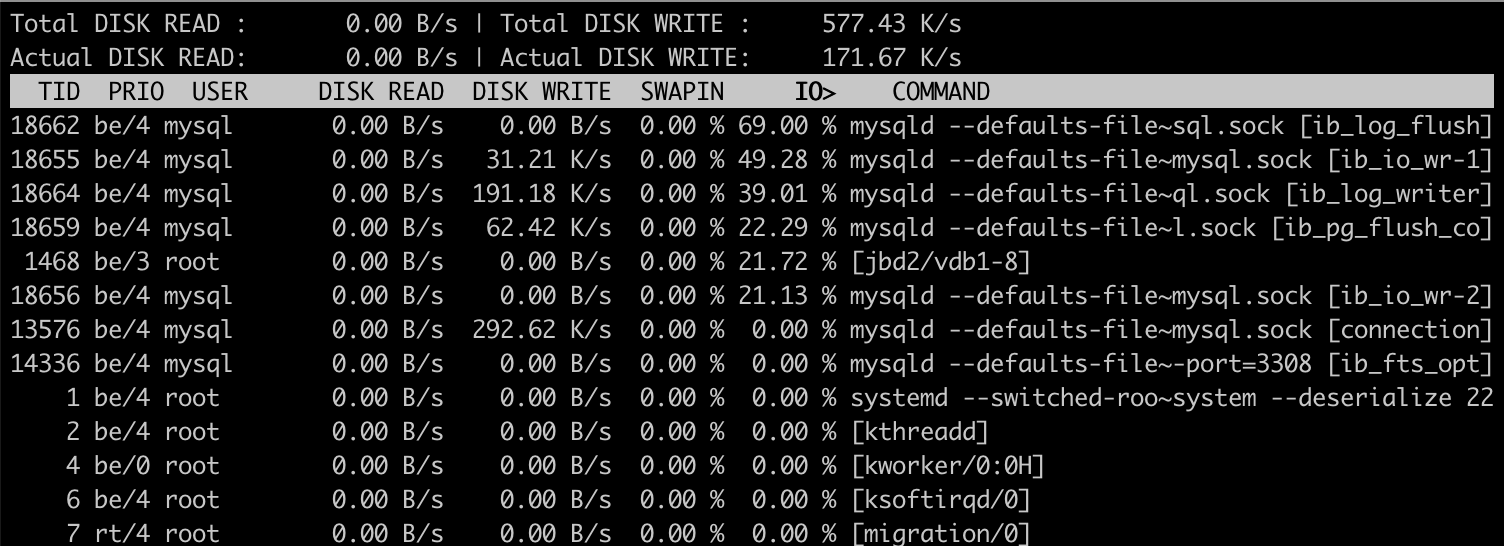 Total DISK READ :       0.00 B/s | Total DISK WRITE :     577.43 K/s
Actual DISK READ:       0.00 B/s | Actual DISK WRITE:     171.67 K/s
  TID  PRIO  USER     DISK READ  DISK WRITE  SWAPIN     IO>    COMMAND
18662 be/4 mysql       0.00 B/s    0.00 B/s  0.00 % 69.00 % mysqld --defaults-file~sql.sock [ib_log_flush]
18655 be/4 mysql       0.00 B/s   31.21 K/s  0.00 % 49.28 % mysqld --defaults-file~mysql.sock [ib_io_wr-1]
18664 be/4 mysql       0.00 B/s  191.18 K/s  0.00 % 39.01 % mysqld --defaults-file~ql.sock [ib_log_writer]
18659 be/4 mysql       0.00 B/s   62.42 K/s  0.00 % 22.29 % mysqld --defaults-file~l.sock [ib_pg_flush_co]
 1468 be/3 root        0.00 B/s    0.00 B/s  0.00 % 21.72 % [jbd2/vdb1-8]
18656 be/4 mysql       0.00 B/s    0.00 B/s  0.00 % 21.13 % mysqld --defaults-file~mysql.sock [ib_io_wr-2]
13576 be/4 mysql       0.00 B/s  292.62 K/s  0.00 %  0.00 % mysqld --defaults-file~mysql.sock [connection]
14336 be/4 mysql       0.00 B/s    0.00 B/s  0.00 %  0.00 % mysqld --defaults-file~-port=3308 [ib_fts_opt]
    1 be/4 root        0.00 B/s    0.00 B/s  0.00 %  0.00 % systemd --switched-roo~system --deserialize 22
    2 be/4 root        0.00 B/s    0.00 B/s  0.00 %  0.00 % [kthreadd]
    4 be/0 root        0.00 B/s    0.00 B/s  0.00 %  0.00 % [kworker/0:0H]
    6 be/4 root        0.00 B/s    0.00 B/s  0.00 %  0.00 % [ksoftirqd/0]
    7 rt/4 root        0.00 B/s    0.00 B/s  0.00 %  0.00 % [migration/0]